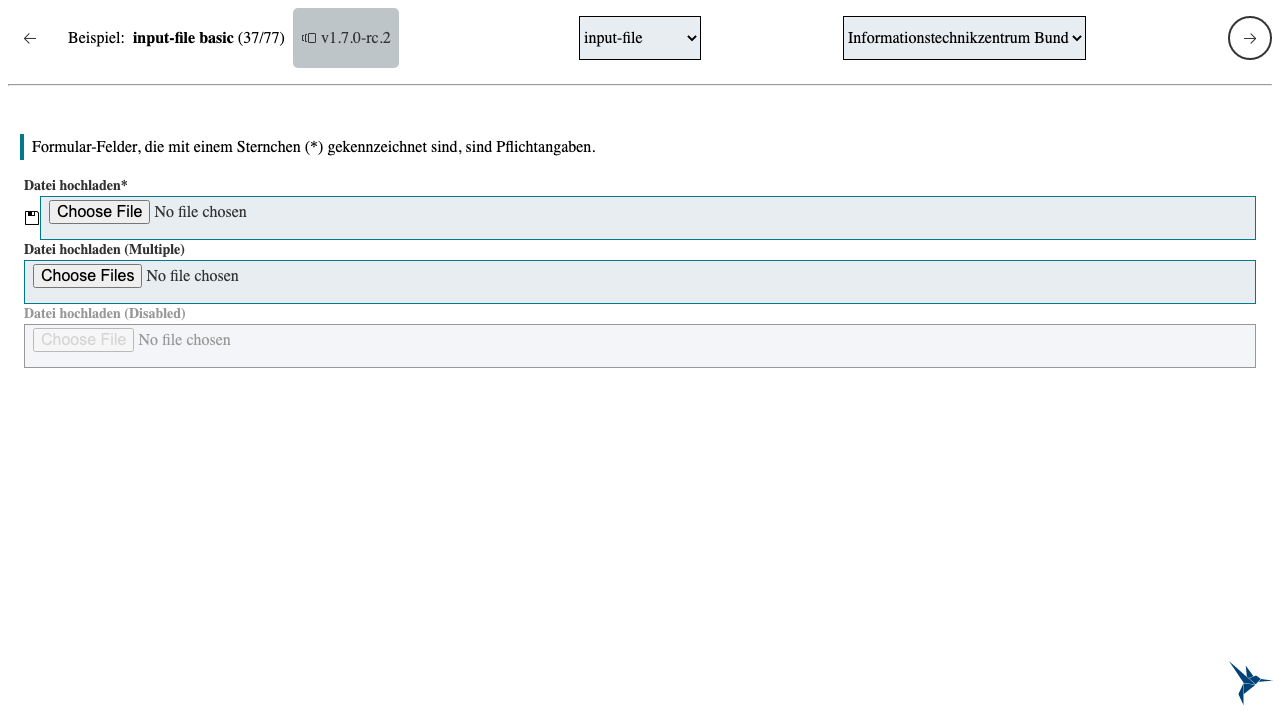 Beispiel: input-file basic (37/77) v1.7.0-rc.2 input-file Informationstechnikzentrum Bund
Formular-Felder, die mit einem Sternchen (*) gekennzeichnet sind, sind Pflichtangaben.
Datei hochladen*
Choose File No file chosen
Datei hochladen (Multiple)
Choose Files No file chosen
Datei hochladen (Disabled)
Choose File No file chosen